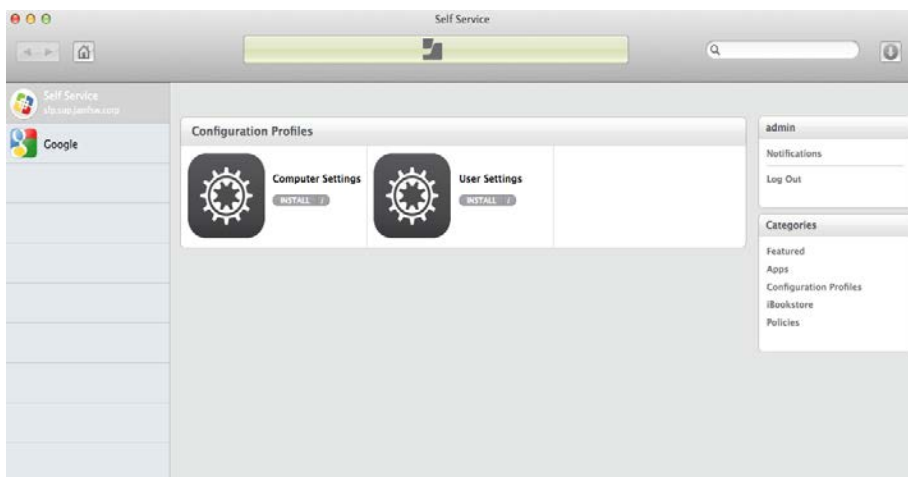 Self Service
Self Service
Google
Configuration Profiles
Computer Settings
INSTALL i
User Settings
INSTALL i
admin
Notifications
Log Out
Categories
Featured
Apps
Configuration Profiles
iBookstore
Policies